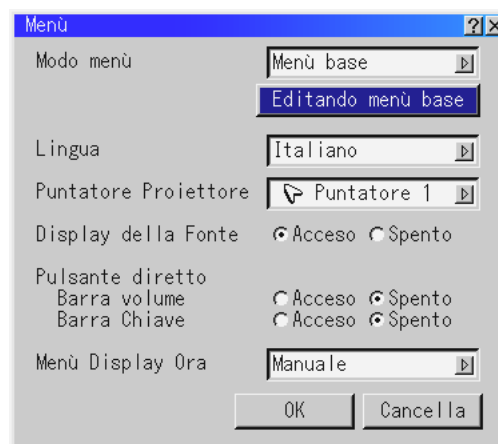 Menù ? ×
Modo menù Menù base
Editando menù base
Lingua Italiano
Puntatore Proiettore Puntatore 1
Display della Fonte Acceso Spento
Pulsante diretto
Barra volume Acceso Spento
Barra Chiave Acceso Spento
Menù Display Ora Manuale
OK Cancella